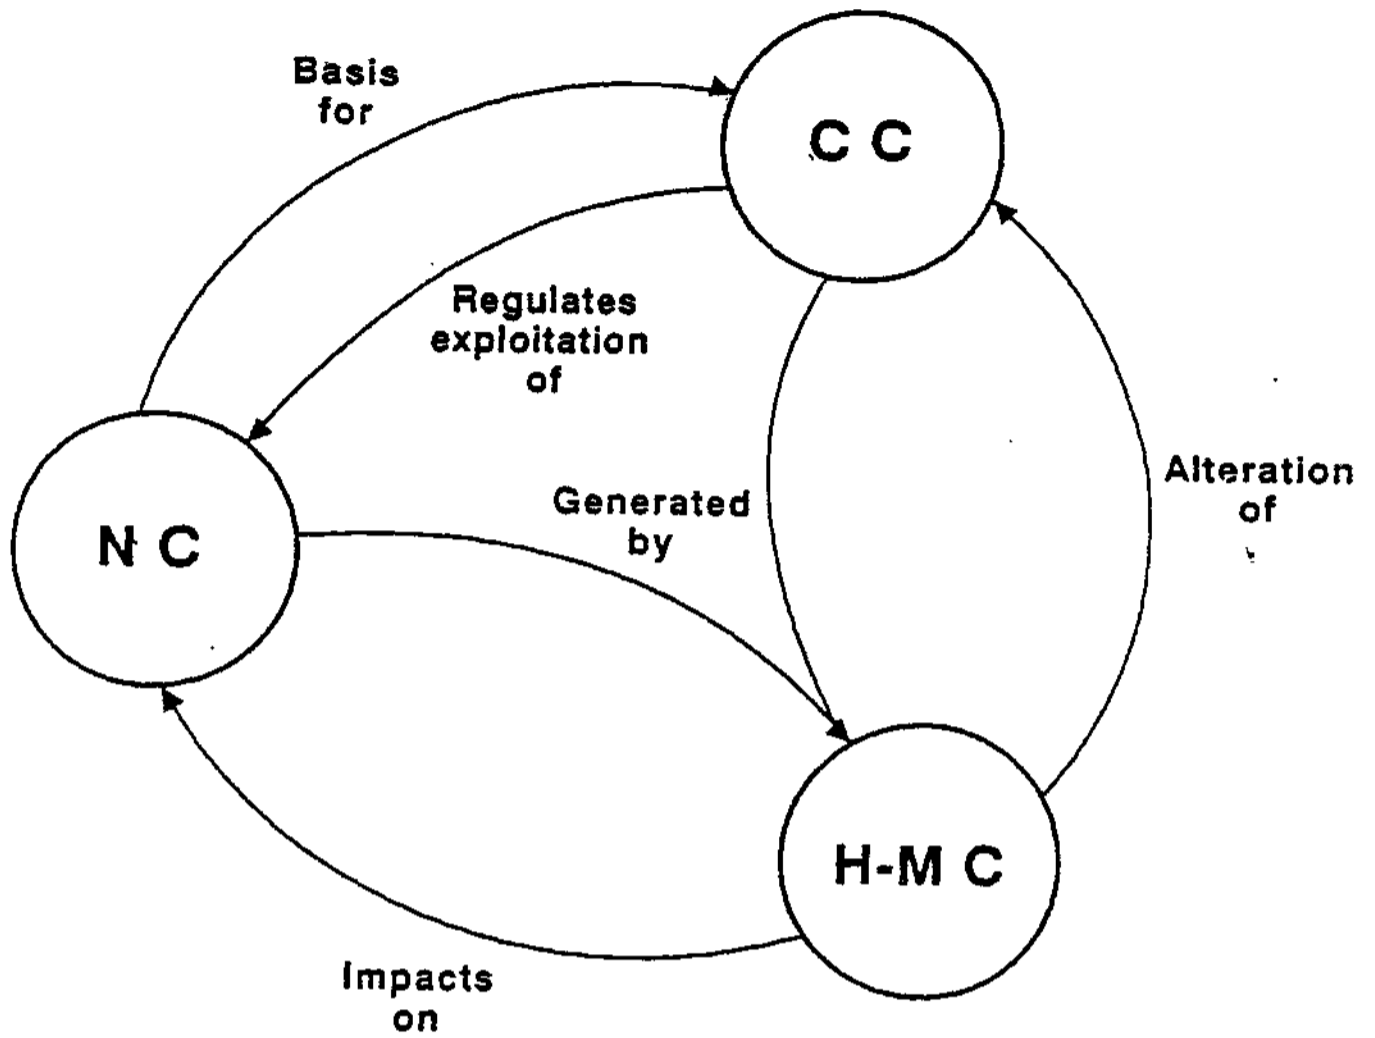 Basis
for
C C
Regulates
exploitation
of
Generated
by
Alteration
of
N C
H-M C
Impacts
on